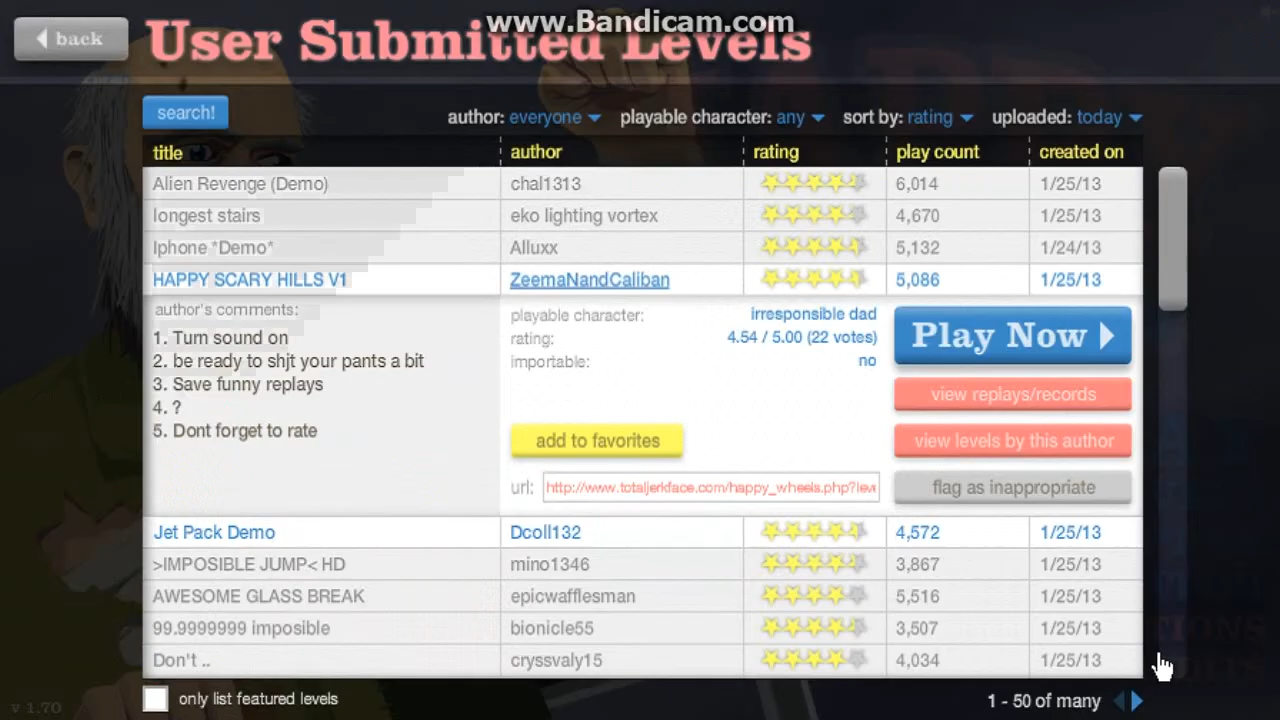 www.Bandicam.com
back
User Submitted Levels
search!
author: everyone playable character: any sort by: rating uploaded: today
title author rating play count created on
Alien Revenge (Demo) chal1313 6,014 1/25/13
longest stairs eko lighting vortex 4,670 1/25/13
Iphone *Demo* Alluxx 5,132 1/24/13
HAPPY SCARY HILLS V1 ZeemaNandCaliban 5,086 1/25/13
author's comments:
1. Turn sound on
2. be ready to shjt your pants a bit
3. Save funny replays
4. ?
5. Dont forget to rate
playable character: irresponsible dad
rating: 4.54 / 5.00 (22 votes)
importable: no
add to favorites
url: http://www.totaljerkface.com/happy_wheels.php?leve
Play Now
view replays/records
view levels by this author
flag as inappropriate
Jet Pack Demo Dcoll132 4,572 1/25/13
>IMPOSIBLE JUMP< HD mino1346 3,867 1/25/13
AWESOME GLASS BREAK epicwafflesman 5,516 1/25/13
99.9999999 imposible bionicle55 3,507 1/25/13
Don't .. cryssvaly15 4,034 1/25/13
only list featured levels
1 - 50 of many
v 1.70